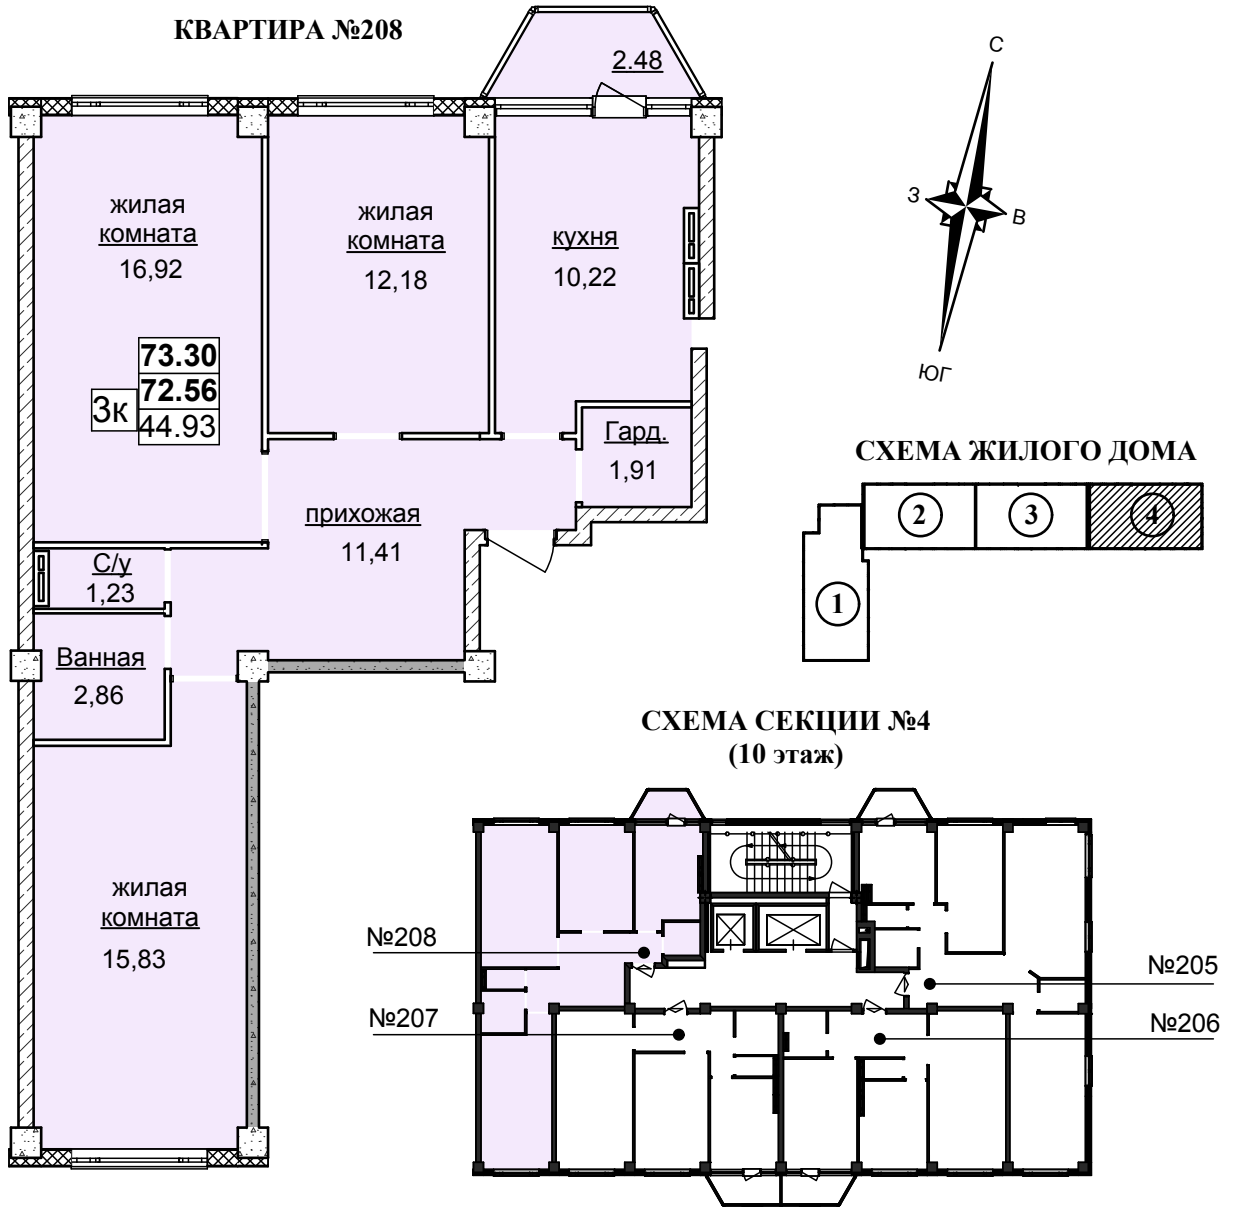 КВАРТИРА №208
2.48
жилая
комната
16,92
жилая
комната
12,18
кухня
10,22
3к
73.30
72.56
44.93
Гард.
1,91
прихожая
11,41
С/у
1,23
Ванная
2,86
жилая
комната
15,83
С
З
В
ЮГ
СХЕМА ЖИЛОГО ДОМА
2
3
4
1
СХЕМА СЕКЦИИ №4
(10 этаж)
№208
№207
№205
№206